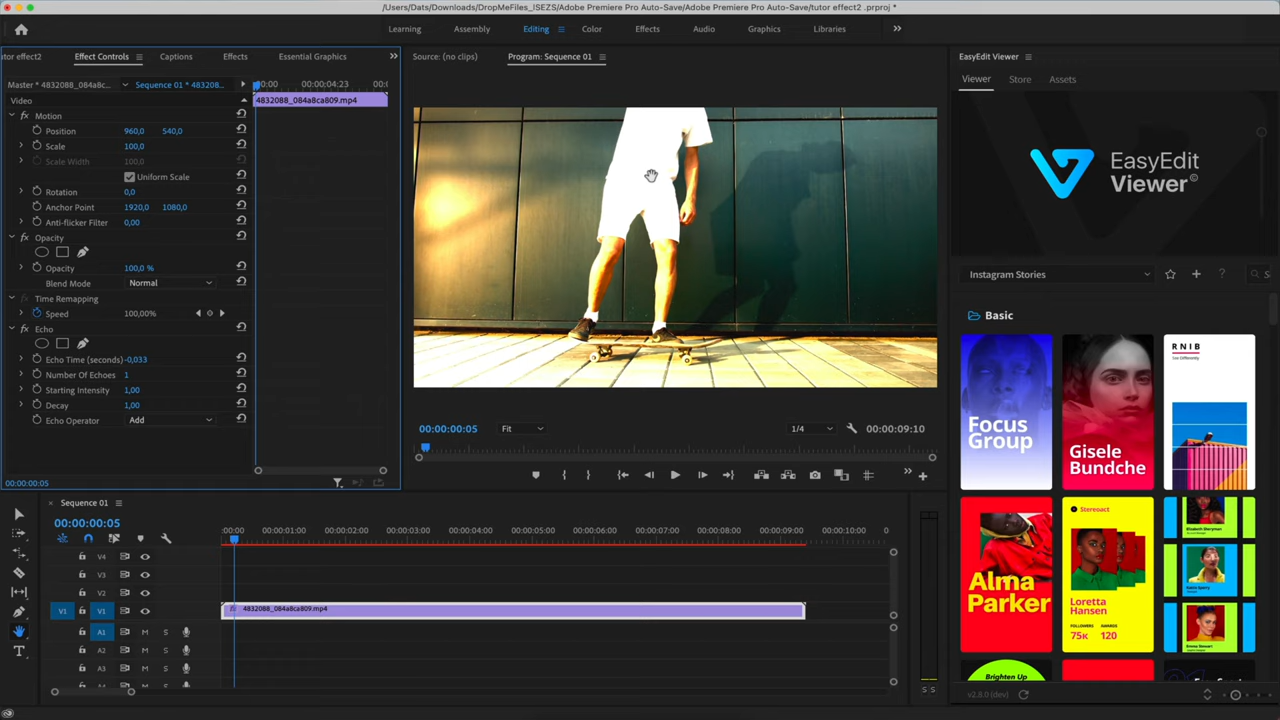 /Users/Dats/Downloads/DropMeFiles_ISEZS/Adobe Premiere Pro Auto-Save/Adobe Premiere Pro Auto-Save/tutor effect2 .prproj *
Learning Assembly Editing Color Effects Audio Graphics Libraries
tor effect2 Effect Controls Captions Effects Essential Graphics
Source: (no clips) Program: Sequence 01
EasyEdit Viewer
Viewer Store Assets
Master * 4832088_084a8c... Sequence 01 * 483208...
:00:00 00:00:04:23 00:(
Video
4832088_084a8ca809.mp4
Motion
Position 960,0 540,0
Scale 100,0
Scale Width 100,0
Uniform Scale
Rotation 0,0
Anchor Point 1920,0 1080,0
Anti-flicker Filter 0,00
Opacity
Opacity 100,0 %
Blend Mode Normal
Time Remapping
Speed 100,00%
Echo
Echo Time (seconds) -0,033
Number Of Echoes 1
Starting Intensity 1,00
Decay 1,00
Echo Operator Add
00:00:00:05
00:00:00:05 Fit 1/4 00:00:09:10
EasyEdit
Viewer©
Instagram Stories
S
Basic
Focus
Group
Gisele
Bundche
RNIB
Alma
Parker
Stereoact
Loretta
Hansen
FOLLOWERS AWARDS
75K 120
Brighten Up
v2.8.0 (dev)
Sequence 01
00:00:00:05
:00:00 00:00:01:00 00:00:02:00 00:00:03:00 00:00:04:00 00:00:05:00 00:00:06:00 00:00:07:00 00:00:08:00 00:00:09:00 00:00:10:00 0
V4
V3
V2
V1 V1 fx 4832088_084a8ca809.mp4
A1 M S
A2 M S
A3 M S
S S